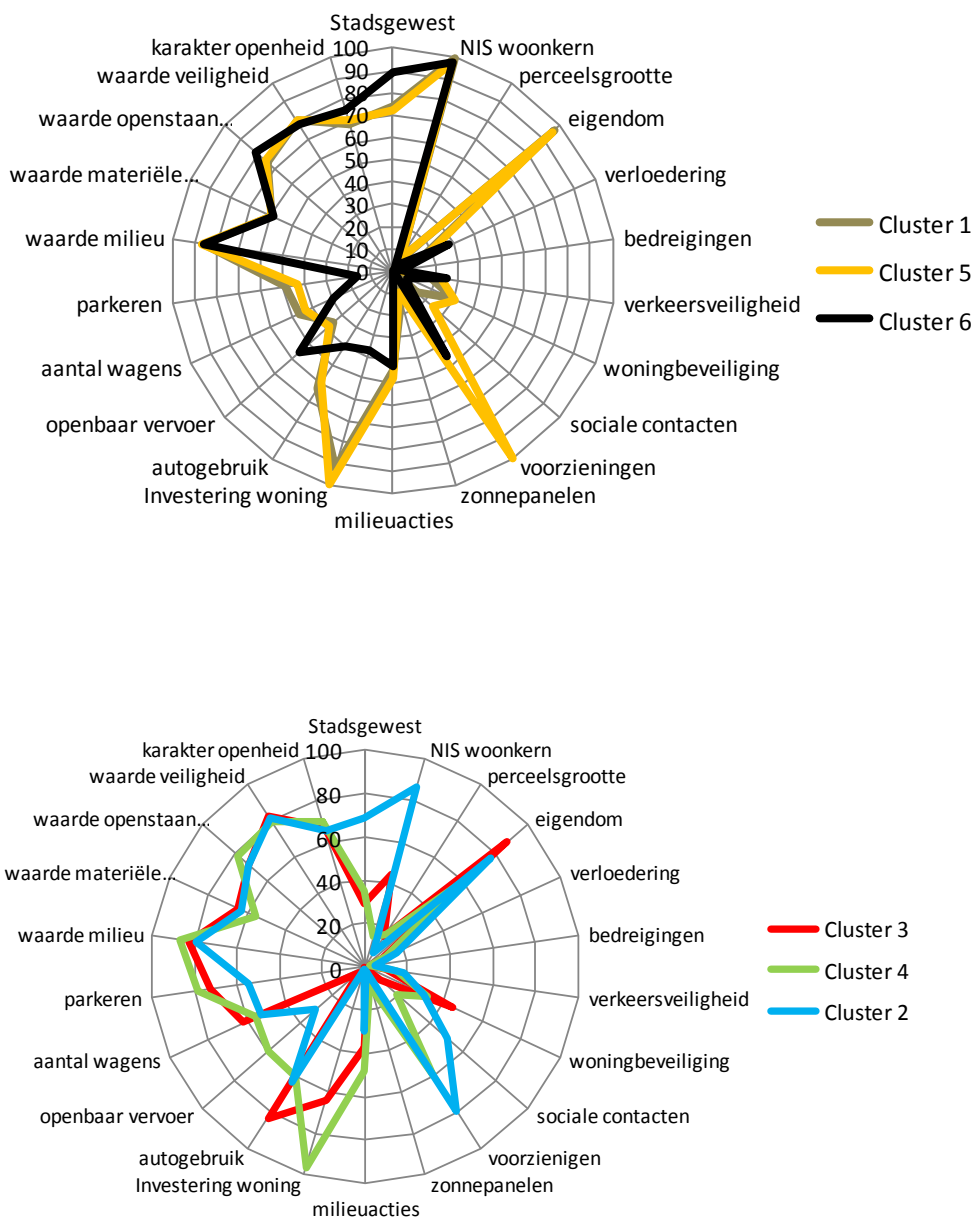 Stadsgewest
NIS woonkern
perceelsgrootte
eigendom
verloedering
bedreigingen
verkeersveiligheid
woningbeveiliging
sociale contacten
voorzieningen
zonnepanelen
milieuacties
Investering woning
autogebruik
openbaar vervoer
aantal wagens
parkeren
waarde milieu
waarde materiële...
waarde openstaan...
waarde veiligheid
karakter openheid
100
90
80
70
60
50
40
30
20
10
0
Cluster 1
Cluster 5
Cluster 6
Stadsgewest
NIS woonkern
perceelsgrootte
eigendom
verloedering
bedreigingen
verkeersveiligheid
woningbeveiliging
sociale contacten
voorzienigen
zonnepanelen
milieuacties
Investering woning
autogebruik
openbaar vervoer
aantal wagens
parkeren
waarde milieu
waarde materiële...
waarde openstaan...
waarde veiligheid
karakter openheid
100
80
60
40
20
0
Cluster 3
Cluster 4
Cluster 2